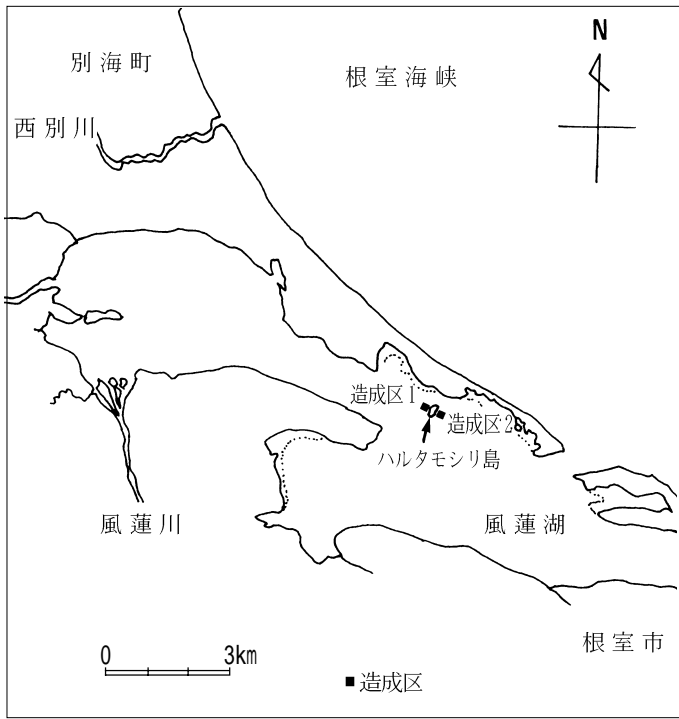 N
別海町
根室海峡
西別川
造成区1
造成区2
ハルタモシリ島
風蓮川
風蓮湖
根室市
0 3km
■造成区